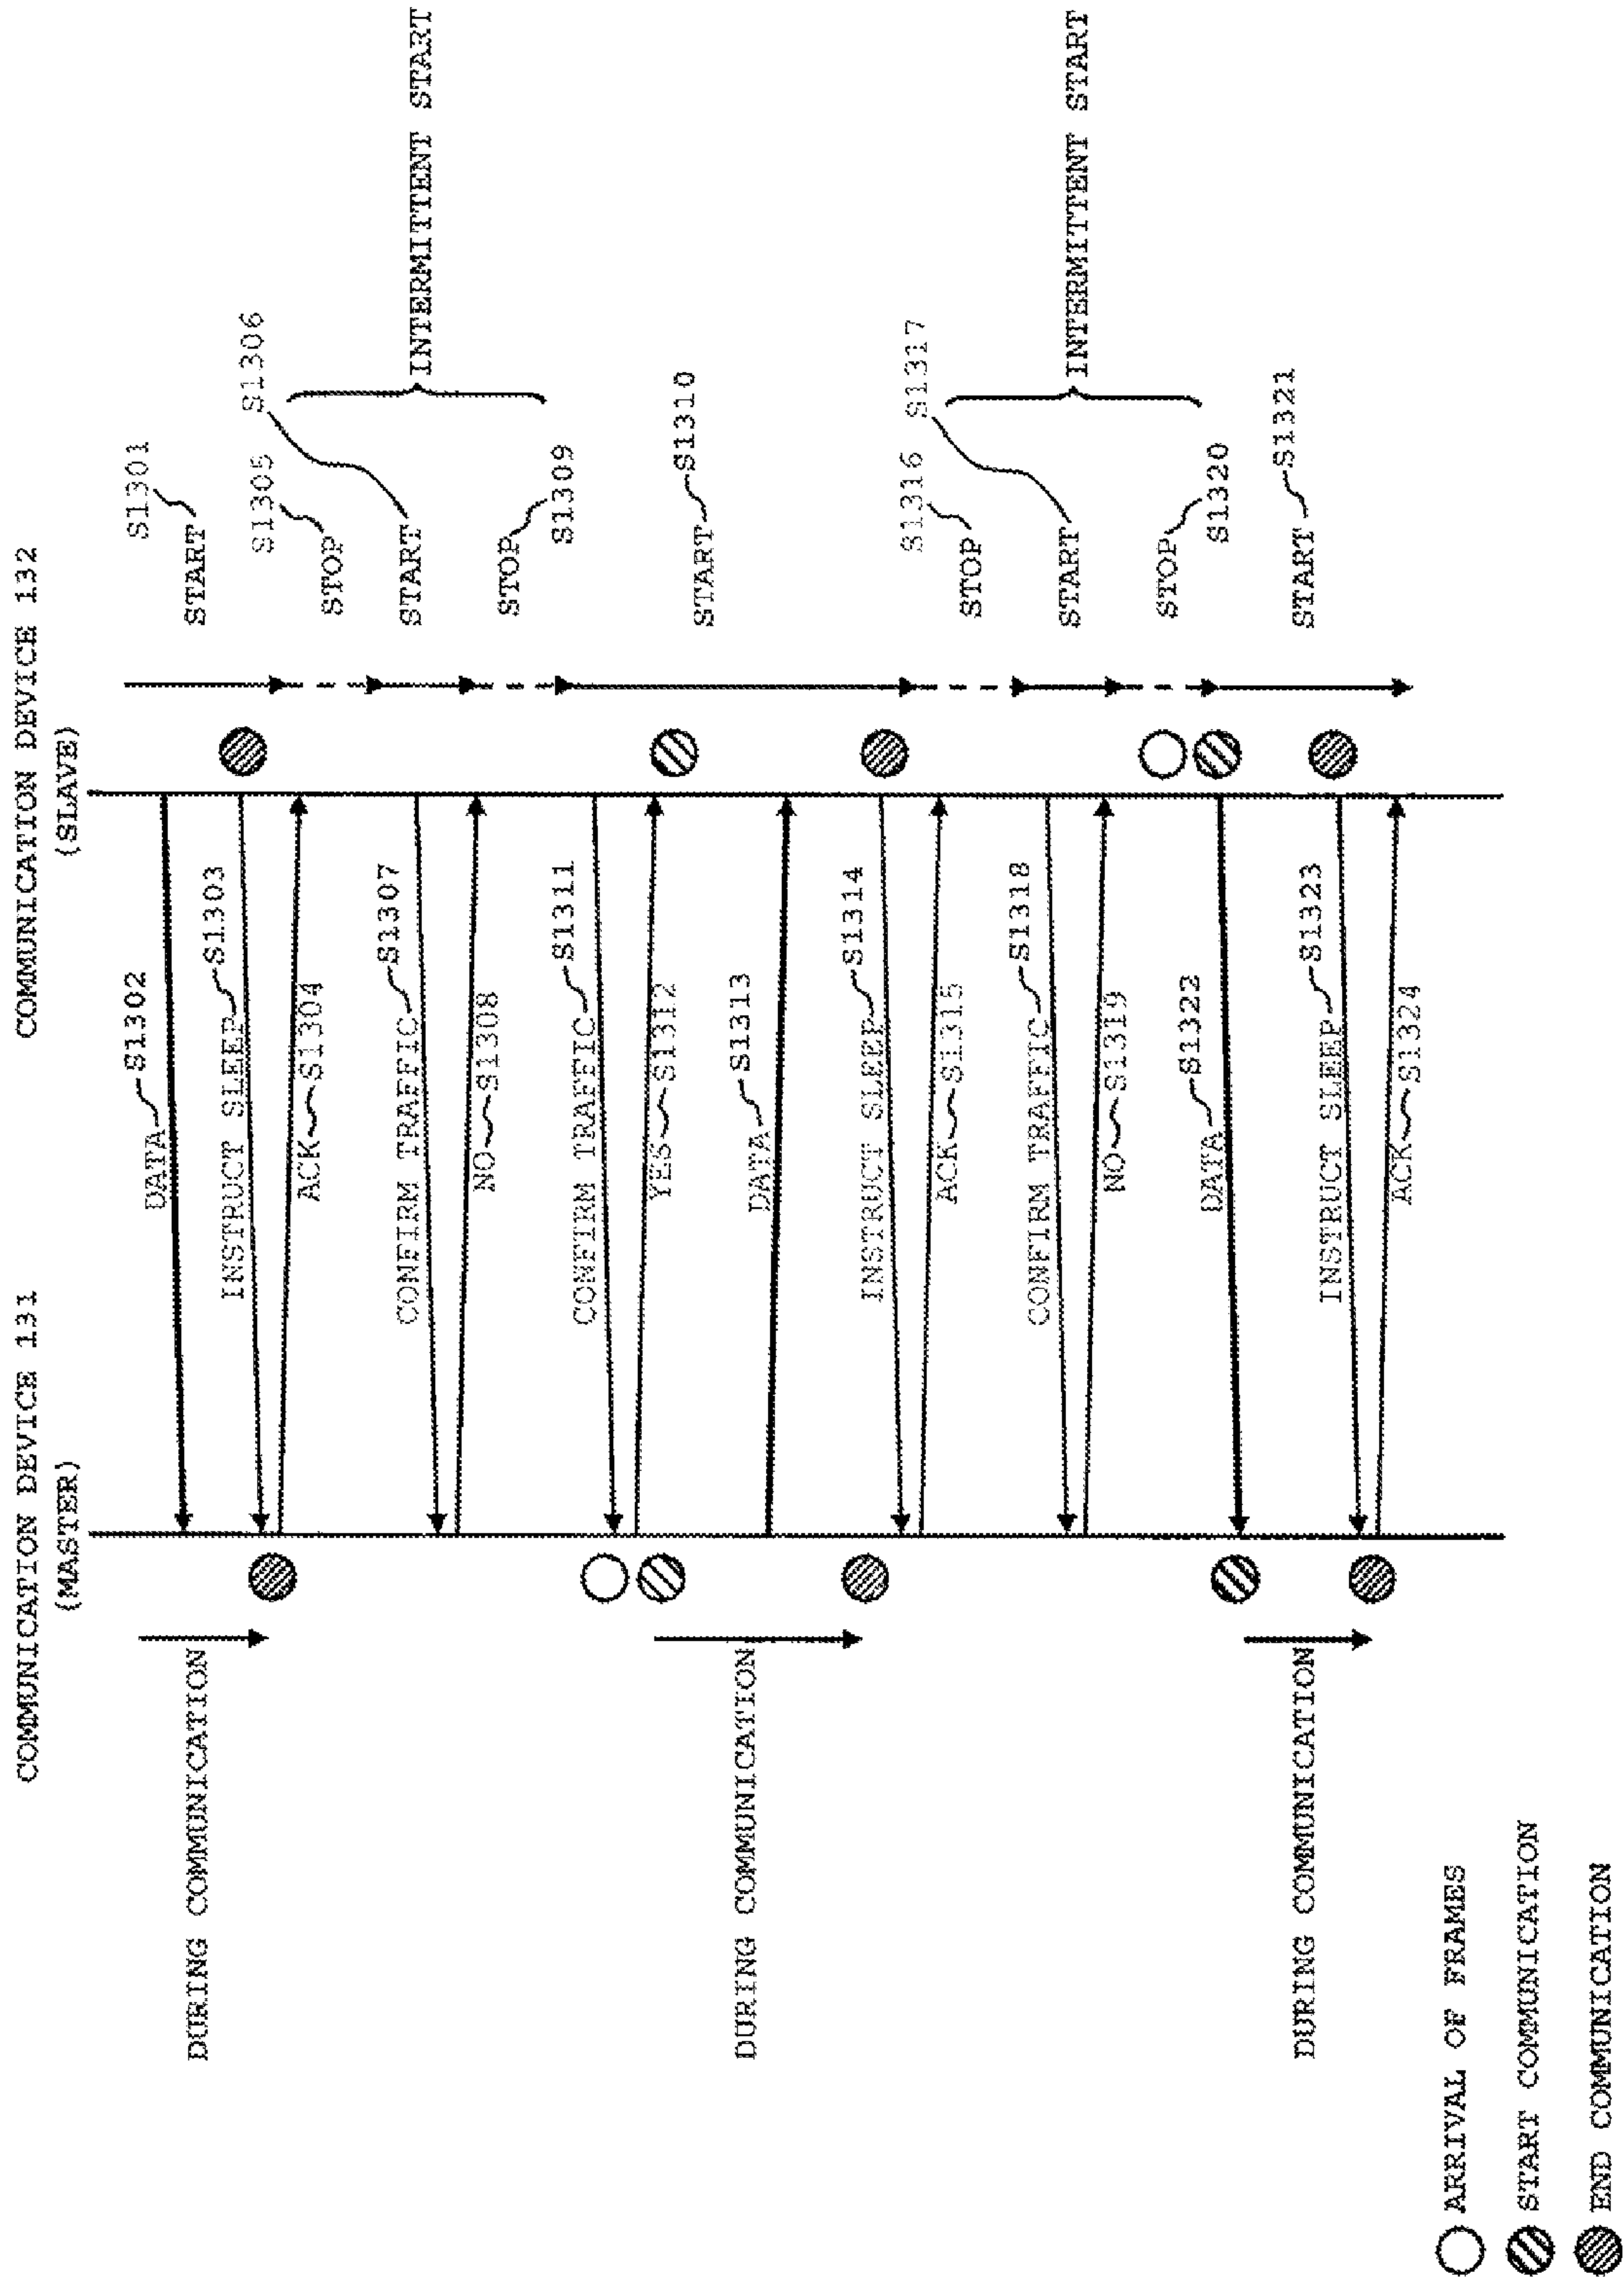 COMMUNICATION DEVICE 131
(MASTER)
COMMUNICATION DEVICE 132
(SLAVE)
DURING COMMUNICATION
DATA S1302
START S1301
INSTRUCT SLEEP S1303
ACK S1304
STOP S1305
START S1306
INTERMITTENT START
CONFIRM TRAFFIC S1307
NO S1308
STOP S1309
CONFIRM TRAFFIC S1311
YES S1312
START S1310
DURING COMMUNICATION
DATA S1313
INSTRUCT SLEEP S1314
ACK S1315
STOP S1316
START S1317
INTERMITTENT START
CONFIRM TRAFFIC S1318
NO S1319
STOP S1320
DURING COMMUNICATION
DATA S1322
START S1321
INSTRUCT SLEEP S1323
ACK S1324
ARRIVAL OF FRAMES
START COMMUNICATION
END COMMUNICATION